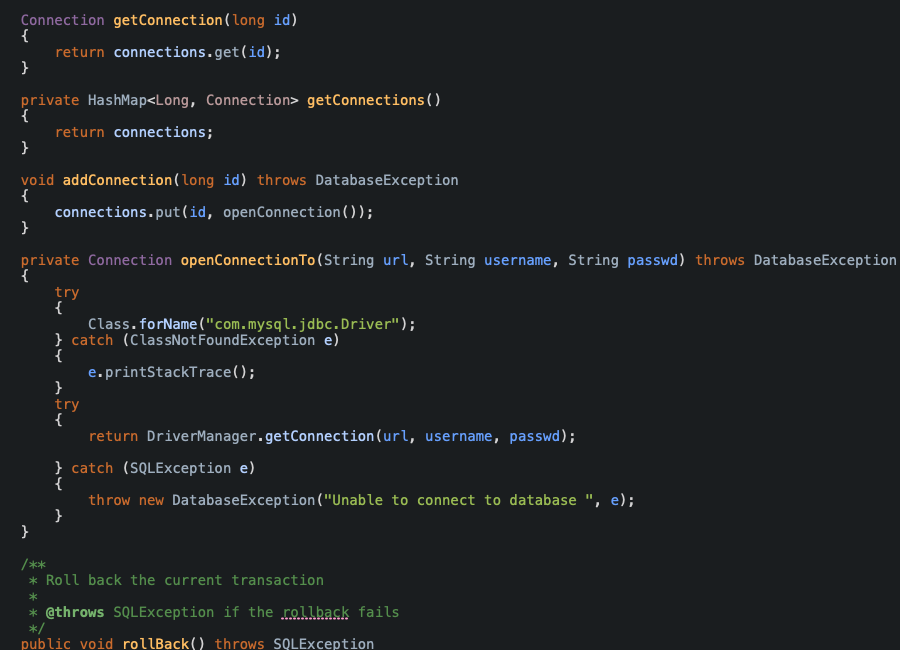 Connection getConnection(long id)
{
    return connections.get(id);
}

private HashMap<Long, Connection> getConnections()
{
    return connections;
}

void addConnection(long id) throws DatabaseException
{
    connections.put(id, openConnection());
}

private Connection openConnectionTo(String url, String username, String passwd) throws DatabaseException
{
    try
    {
        Class.forName("com.mysql.jdbc.Driver");
    } catch (ClassNotFoundException e)
    {
        e.printStackTrace();
    }
    try
    {
        return DriverManager.getConnection(url, username, passwd);

    } catch (SQLException e)
    {
        throw new DatabaseException("Unable to connect to database ", e);
    }
}

/**
 * Roll back the current transaction
 *
 * @throws SQLException if the rollback fails
 */
public void rollBack() throws SQLException